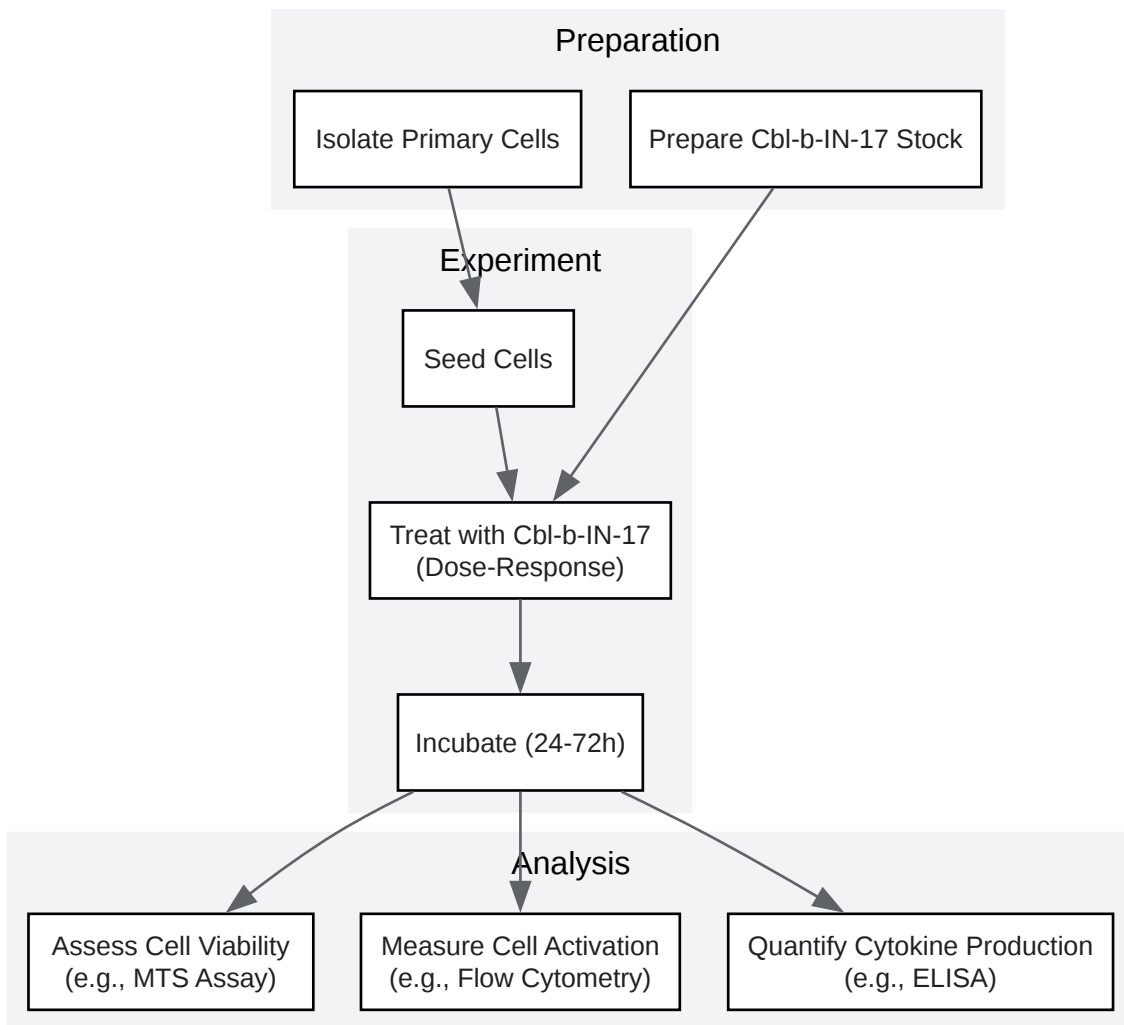 Preparation
Isolate Primary Cells
Prepare Cbl-b-IN-17 Stock
Experiment
Seed Cells
Treat with Cbl-b-IN-17
(Dose-Response)
Incubate (24-72h)
Analysis
Assess Cell Viability
(e.g., MTS Assay)
Measure Cell Activation
(e.g., Flow Cytometry)
Quantify Cytokine Production
(e.g., ELISA)